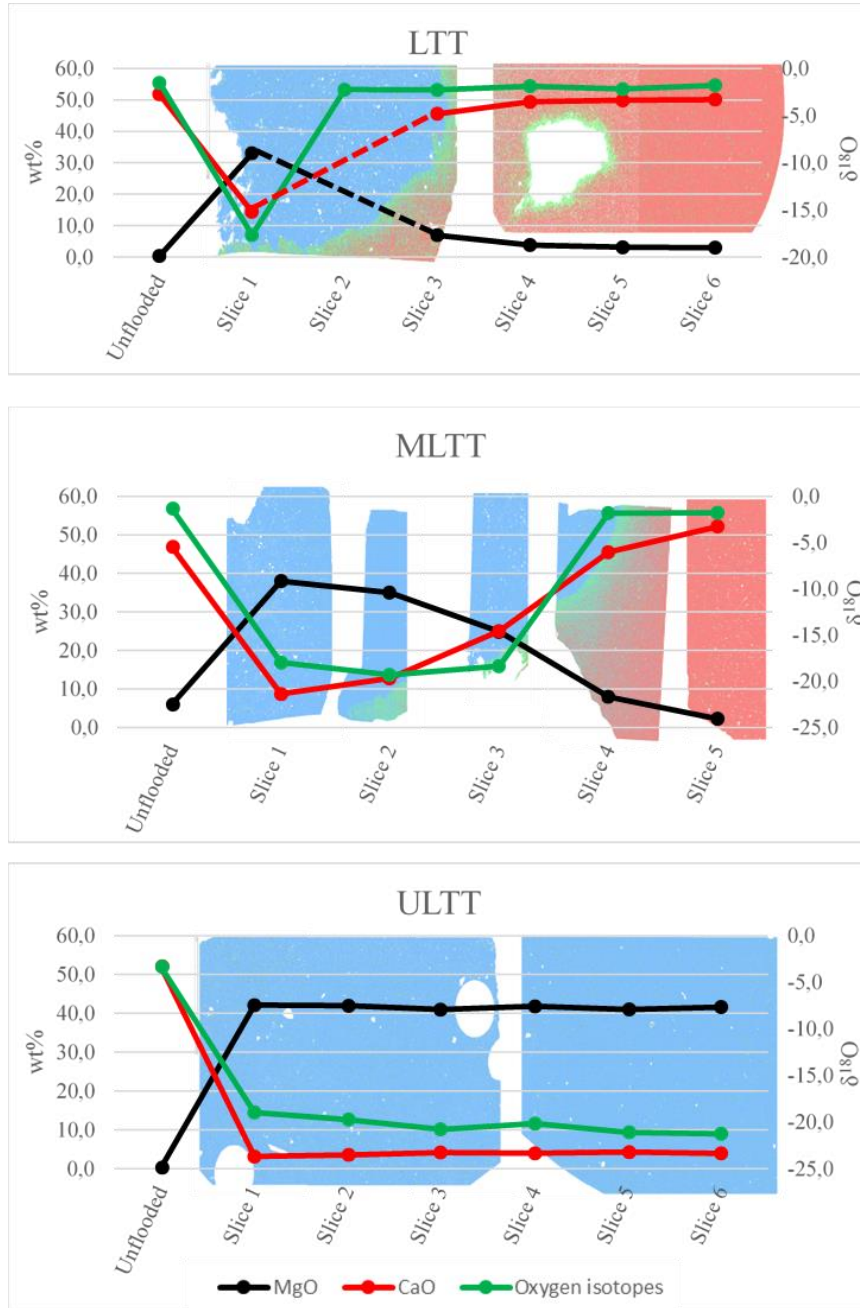 LTT
60,0
50,0
40,0
30,0
20,0
10,0
0,0
wt%
0,0
-5,0
-10,0
-15,0
-20,0
δ¹⁸O
Unflooded
Slice 1
Slice 2
Slice 3
Slice 4
Slice 5
Slice 6
MLTT
60,0
50,0
40,0
30,0
20,0
10,0
0,0
wt%
0,0
-5,0
-10,0
-15,0
-20,0
-25,0
δ¹⁸O
Unflooded
Slice 1
Slice 2
Slice 3
Slice 4
Slice 5
ULTT
60,0
50,0
40,0
30,0
20,0
10,0
0,0
wt%
0,0
-5,0
-10,0
-15,0
-20,0
-25,0
δ¹⁸O
Unflooded
Slice 1
Slice 2
Slice 3
Slice 4
Slice 5
Slice 6
MgO CaO Oxygen isotopes